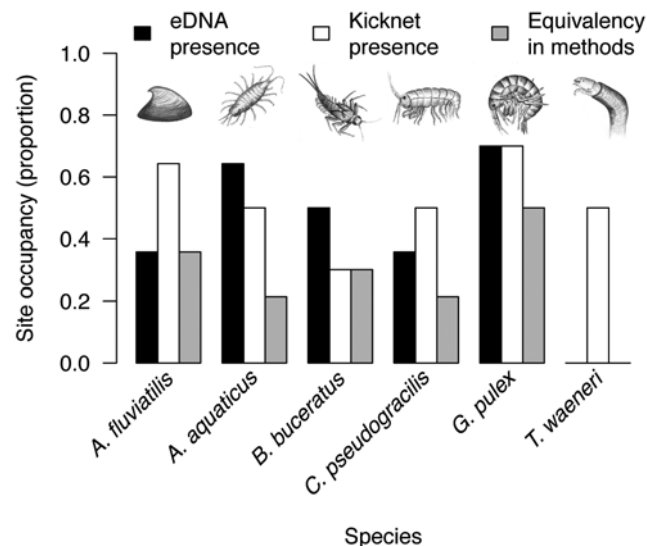 eDNA presence
Kicknet presence
Equivalency in methods
Site occupancy (proportion)
1.0
0.8
0.6
0.4
0.2
0.0
A. fluviatilis
A. aquaticus
B. buceratus
C. pseudogracilis
G. pulex
T. waeneri
Species